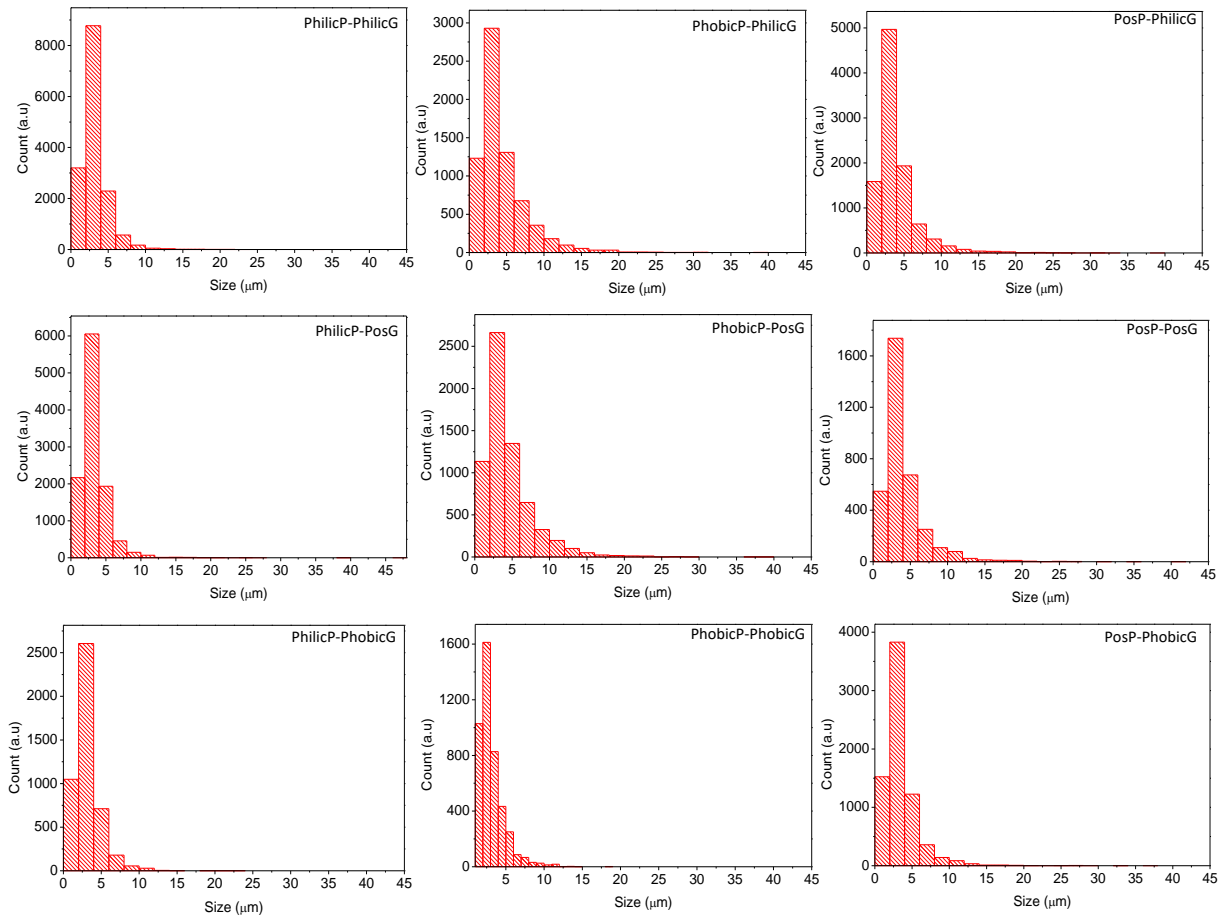 PhilicP-PhilicG
Count (a.u)
8000
6000
4000
2000
0
0 5 10 15 20 25 30 35 40 45
Size (μm)
PhobicP-PhilicG
Count (a.u)
3000
2500
2000
1500
1000
500
0
0 5 10 15 20 25 30 35 40 45
Size (μm)
PosP-PhilicG
Count (a.u)
5000
4000
3000
2000
1000
0
0 5 10 15 20 25 30 35 40 45
Size (μm)
PhilicP-PosG
Count (a.u)
6000
5000
4000
3000
2000
1000
0
0 5 10 15 20 25 30 35 40 45
Size (μm)
PhobicP-PosG
Count (a.u)
2500
2000
1500
1000
500
0
0 5 10 15 20 25 30 35 40 45
Size (μm)
PosP-PosG
Count (a.u)
1600
1200
800
400
0
0 5 10 15 20 25 30 35 40 45
Size (μm)
PhilicP-PhobicG
Count (a.u)
2500
2000
1500
1000
500
0
0 5 10 15 20 25 30 35 40 45
Size (μm)
PhobicP-PhobicG
Count (a.u)
1600
1200
800
400
0
5 10 15 20 25 30 35 40 45
Size (μm)
PosP-PhobicG
Count (a.u)
4000
3000
2000
1000
0
0 5 10 15 20 25 30 35 40 45
Size (μm)